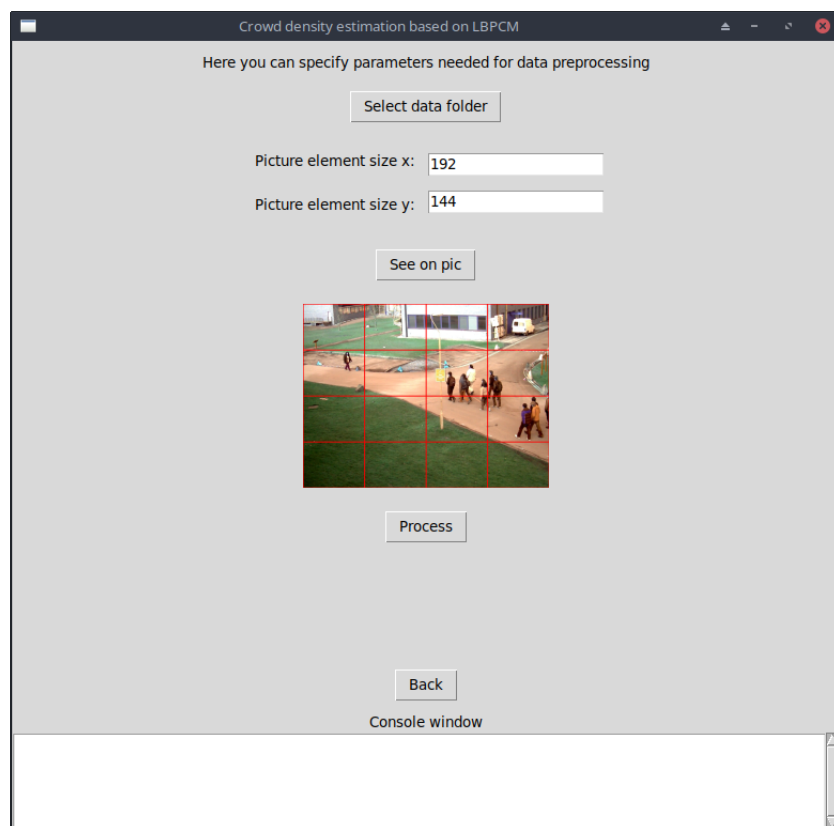 Crowd density estimation based on LBPCM
Here you can specify parameters needed for data preprocessing
Select data folder
Picture element size x: 192
Picture element size y: 144
See on pic
Process
Back
Console window